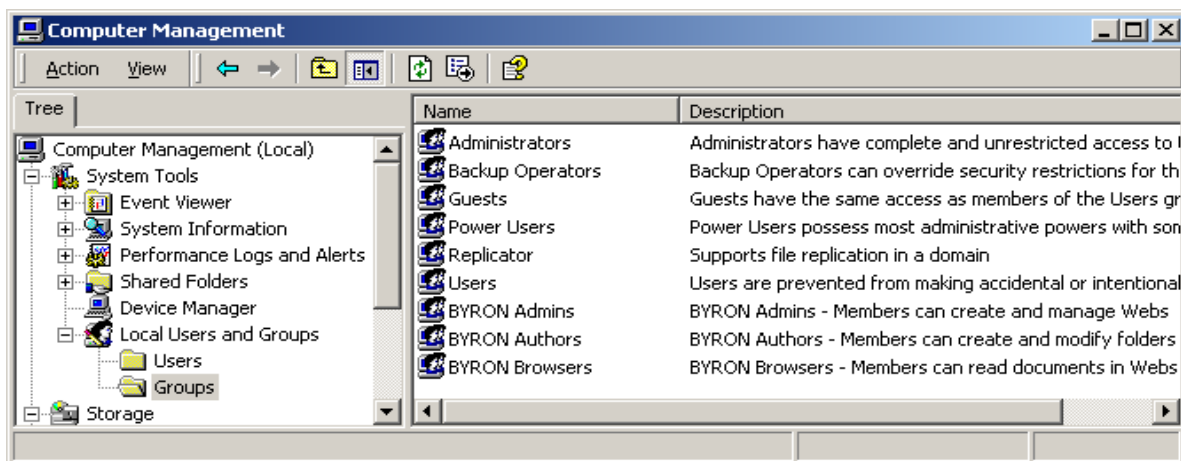 Computer Management
Action View
Tree
Computer Management (Local)
System Tools
Event Viewer
System Information
Performance Logs and Alerts
Shared Folders
Device Manager
Local Users and Groups
Users
Groups
Storage
Name Description
Administrators Administrators have complete and unrestricted access to
Backup Operators Backup Operators can override security restrictions for th
Guests Guests have the same access as members of the Users gr
Power Users Power Users possess most administrative powers with som
Replicator Supports file replication in a domain
Users Users are prevented from making accidental or intentional
BYRON Admins BYRON Admins - Members can create and manage Webs
BYRON Authors BYRON Authors - Members can create and modify folders
BYRON Browsers BYRON Browsers - Members can read documents in Webs